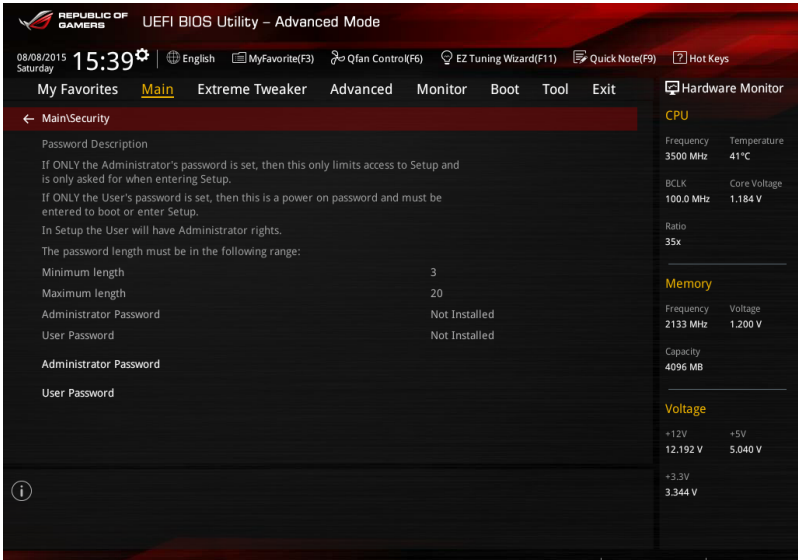 REPUBLIC OF
GAMERS
UEFI BIOS Utility – Advanced Mode
08/08/2015
Saturday
15:39
English
MyFavorite(F3)
Qfan Control(F6)
EZ Tuning Wizard(F11)
Quick Note(F9)
? Hot Keys
My Favorites
Main
Extreme Tweaker
Advanced
Monitor
Boot
Tool
Exit
Main\Security
Password Description
If ONLY the Administrator's password is set, then this only limits access to Setup and
is only asked for when entering Setup.
If ONLY the User's password is set, then this is a power on password and must be
entered to boot or enter Setup.
In Setup the User will have Administrator rights.
The password length must be in the following range:
Minimum length 3
Maximum length 20
Administrator Password Not Installed
User Password Not Installed
Administrator Password
User Password
Hardware Monitor
CPU
Frequency Temperature
3500 MHz 41°C
BCLK Core Voltage
100.0 MHz 1.184 V
Ratio
35x
Memory
Frequency Voltage
2133 MHz 1.200 V
Capacity
4096 MB
Voltage
+12V +5V
12.192 V 5.040 V
+3.3V
3.344 V